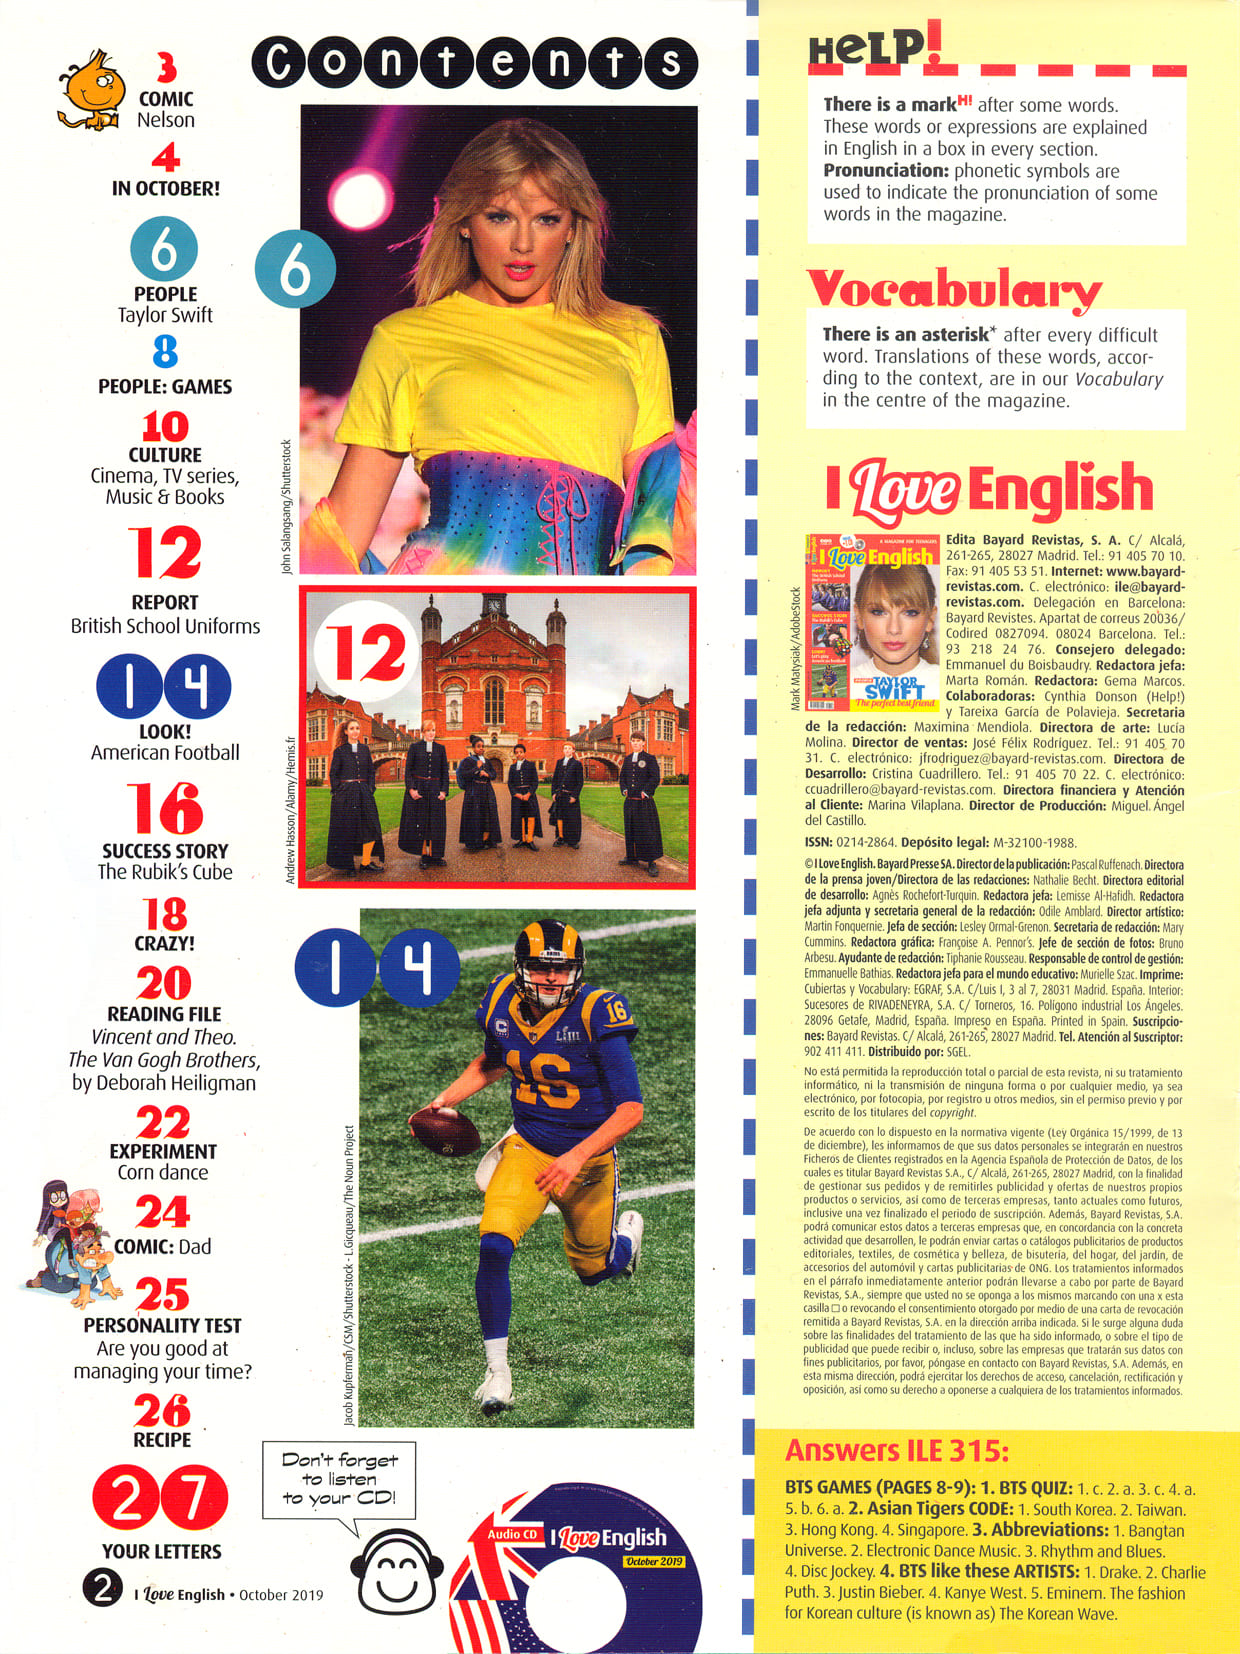 Contents
3
COMIC
Nelson
4
IN OCTOBER!
6
PEOPLE
Taylor Swift
8
PEOPLE: GAMES
10
CULTURE
Cinema, TV series,
Music & Books
12
REPORT
British School Uniforms
14
LOOK!
American Football
16
SUCCESS STORY
The Rubik's Cube
18
CRAZY!
20
READING FILE
Vincent and Theo.
The Van Gogh Brothers,
by Deborah Heiligman
22
EXPERIMENT
Corn dance
24
COMIC: Dad
25
PERSONALITY TEST
Are you good at
managing your time?
26
RECIPE
27
YOUR LETTERS
2 I Love English • October 2019
6
John Salangsang/Shutterstock
12
Andrew Hasson/Alamy/Hemis.fr
14
RAMS
16
C
LIII
16
Jacob Kupferman/CSM/Shutterstock - L.Gicqueau/The Noun Project
Don't forget
to listen
to your CD!
Audio CD
I Love English
October 2019
HELP!
There is a markH! after some words.
These words or expressions are explained
in English in a box in every section.
Pronunciation: phonetic symbols are
used to indicate the pronunciation of some
words in the magazine.
Vocabulary
There is an asterisk* after every difficult
word. Translations of these words, accor-
ding to the context, are in our Vocabulary
in the centre of the magazine.
I Love English
Mark Matysiak/AdobeStock
A MAGAZINE FOR TEENAGERS
I Love English
TAYLOR
SWIFT
The perfect best friend
Edita Bayard Revistas, S. A. C/ Alcalá,
261-265, 28027 Madrid. Tel.: 91 405 70 10.
Fax: 91 405 53 51. Internet: www.bayard-
revistas.com. C. electrónico: ile@bayard-
revistas.com. Delegación en Barcelona:
Bayard Revistes. Apartat de correus 20036/
Codired 0827094. 08024 Barcelona. Tel.:
93 218 24 76. Consejero delegado:
Emmanuel du Boisbaudry. Redactora jefa:
Marta Román. Redactora: Gema Marcos.
Colaboradoras: Cynthia Donson (Help!)
y Tareixa García de Polavieja. Secretaria
de la redacción: Maximina Mendiola. Directora de arte: Lucía
Molina. Director de ventas: José Félix Rodríguez. Tel.: 91 405 70
31. C. electrónico: jfrodriguez@bayard-revistas.com. Directora de
Desarrollo: Cristina Cuadrillero. Tel.: 91 405 70 22. C. electrónico:
ccuadrillero@bayard-revistas.com. Directora financiera y Atención
al Cliente: Marina Vilaplana. Director de Producción: Miguel Ángel
del Castillo.
ISSN: 0214-2864. Depósito legal: M-32100-1988.
© I Love English. Bayard Presse SA. Director de la publicación: Pascal Ruffenach. Directora
de la prensa joven/Directora de las redacciones: Nathalie Becht. Directora editorial
de desarrollo: Agnès Rochefort-Turquin. Redactora jefa: Lemisse Al-Hafidh. Redactora
jefa adjunta y secretaria general de la redacción: Odile Amblard. Director artístico:
Martin Fonquernie. Jefa de sección: Lesley Ormal-Grenon. Secretaria de redacción: Mary
Cummins. Redactora gráfica: Françoise A. Pennor's. Jefe de sección de fotos: Bruno
Arbesu. Ayudante de redacción: Tiphanie Rousseau. Responsable de control de gestión:
Emmanuelle Bathias. Redactora jefa para el mundo educativo: Murielle Szac. Imprime:
Cubiertas y Vocabulary: EGRAF, S.A. C/Luis I, 3 al 7, 28031 Madrid. España. Interior:
Sucesores de RIVADENEYRA, S.A. C/ Torneros, 16. Polígono industrial Los Ángeles.
28096 Getafe, Madrid, España. Impreso en España. Printed in Spain. Suscripcio-
nes: Bayard Revistas. C/ Alcalá, 261-265, 28027 Madrid. Tel. Atención al Suscriptor:
902 411 411. Distribuido por: SGEL.
No está permitida la reproducción total o parcial de esta revista, ni su tratamiento
informático, ni la transmisión de ninguna forma o por cualquier medio, ya sea
electrónico, por fotocopia, por registro u otros medios, sin el permiso previo y por
escrito de los titulares del copyright.
De acuerdo con lo dispuesto en la normativa vigente (Ley Orgánica 15/1999, de 13
de diciembre), les informamos de que sus datos personales se integrarán en nuestros
Ficheros de Clientes registrados en la Agencia Española de Protección de Datos, de los
cuales es titular Bayard Revistas S.A., C/ Alcalá, 261-265, 28027 Madrid, con la finalidad
de gestionar sus pedidos y de remitirles publicidad y ofertas de nuestros propios
productos o servicios, así como de terceras empresas, tanto actuales como futuros,
inclusive una vez finalizado el periodo de suscripción. Además, Bayard Revistas, S.A.
podrá comunicar estos datos a terceras empresas que, en concordancia con la concreta
actividad que desarrollen, le podrán enviar cartas o catálogos publicitarios de productos
editoriales, textiles, de cosmética y belleza, de bisutería, del hogar, del jardín, de
accesorios del automóvil y cartas publicitarias de ONG. Los tratamientos informados
en el párrafo inmediatamente anterior podrán llevarse a cabo por parte de Bayard
Revistas, S.A., siempre que usted no se oponga a los mismos marcando con una x esta
casilla □ o revocando el consentimiento otorgado por medio de una carta de revocación
remitida a Bayard Revistas, S.A. en la dirección arriba indicada. Si le surge alguna duda
sobre las finalidades del tratamiento de las que ha sido informado, o sobre el tipo de
publicidad que puede recibir o, incluso, sobre las empresas que tratarán sus datos con
fines publicitarios, por favor, póngase en contacto con Bayard Revistas, S.A. Además, en
esta misma dirección, podrá ejercitar los derechos de acceso, cancelación, rectificación y
oposición, así como su derecho a oponerse a cualquiera de los tratamientos informados.
Answers ILE 315:
BTS GAMES (PAGES 8-9): 1. BTS QUIZ: 1. c. 2. a. 3. c. 4. a.
5. b. 6. a. 2. Asian Tigers CODE: 1. South Korea. 2. Taiwan.
3. Hong Kong. 4. Singapore. 3. Abbreviations: 1. Bangtan
Universe. 2. Electronic Dance Music. 3. Rhythm and Blues.
4. Disc Jockey. 4. BTS like these ARTISTS: 1. Drake. 2. Charlie
Puth. 3. Justin Bieber. 4. Kanye West. 5. Eminem. The fashion
for Korean culture (is known as) The Korean Wave.